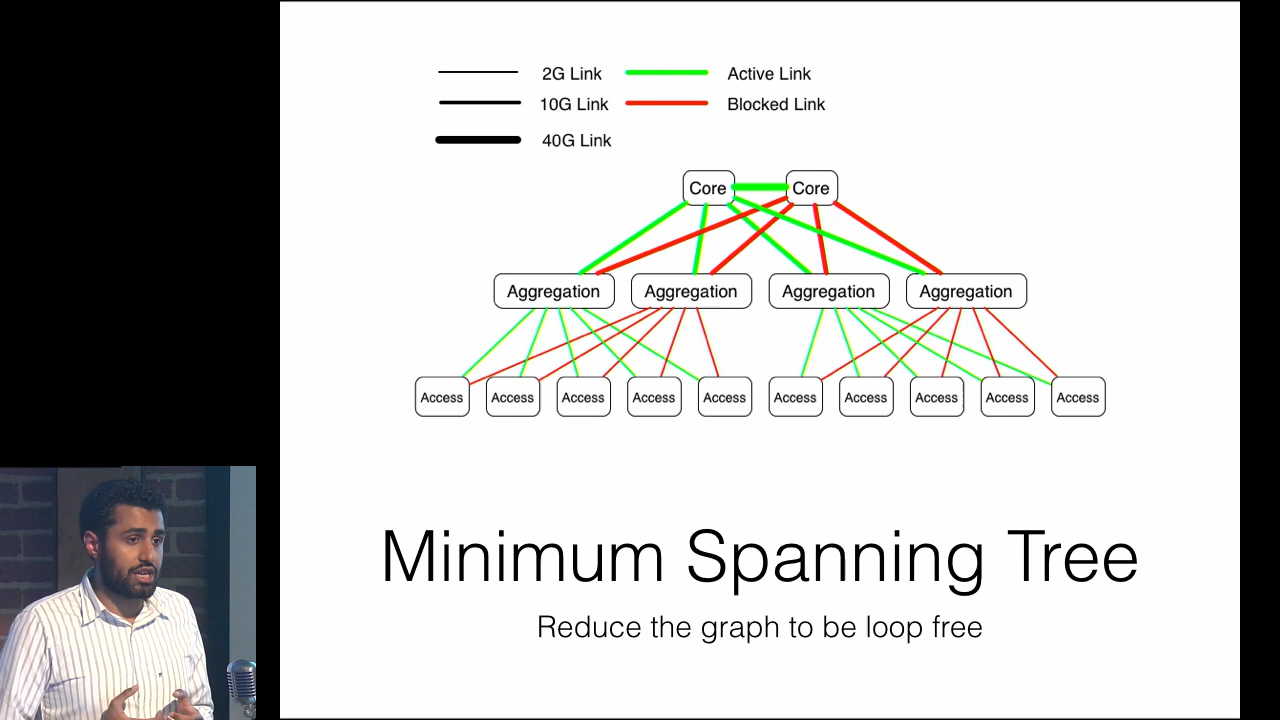 2G Link Active Link
10G Link Blocked Link
40G Link
Core Core
Aggregation Aggregation Aggregation Aggregation
Access Access Access Access Access Access Access Access Access Access
Minimum Spanning Tree
Reduce the graph to be loop free